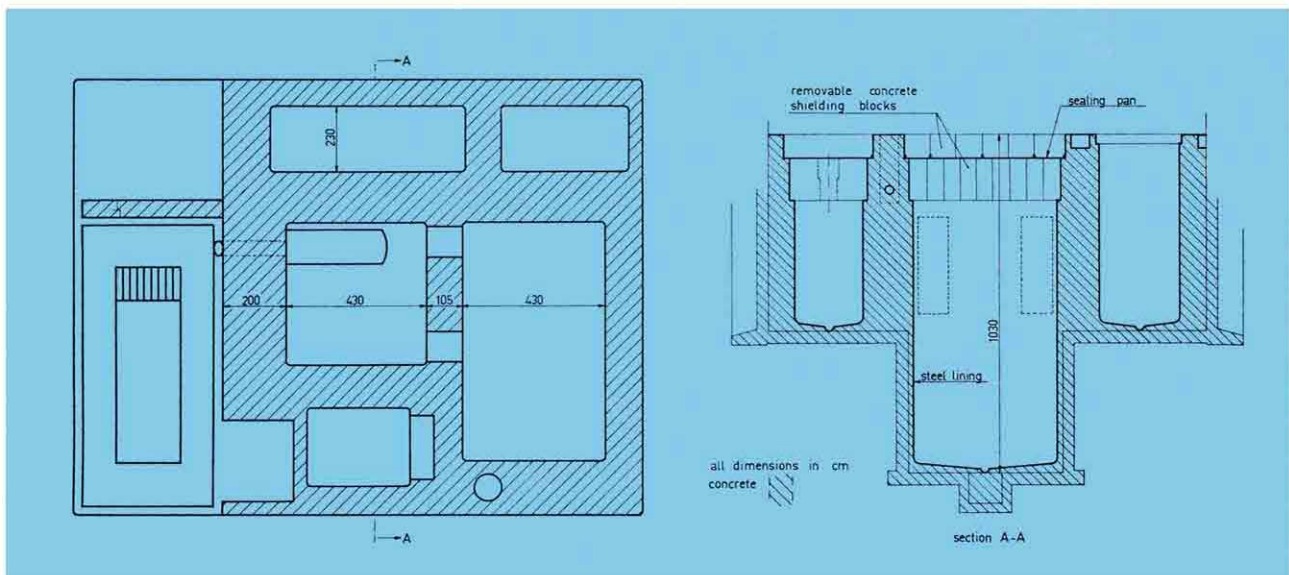 A
230
200
430
105
430
A
removable concrete
shielding blocks
sealing pan
1030
steel lining
all dimensions in cm
concrete
section A-A